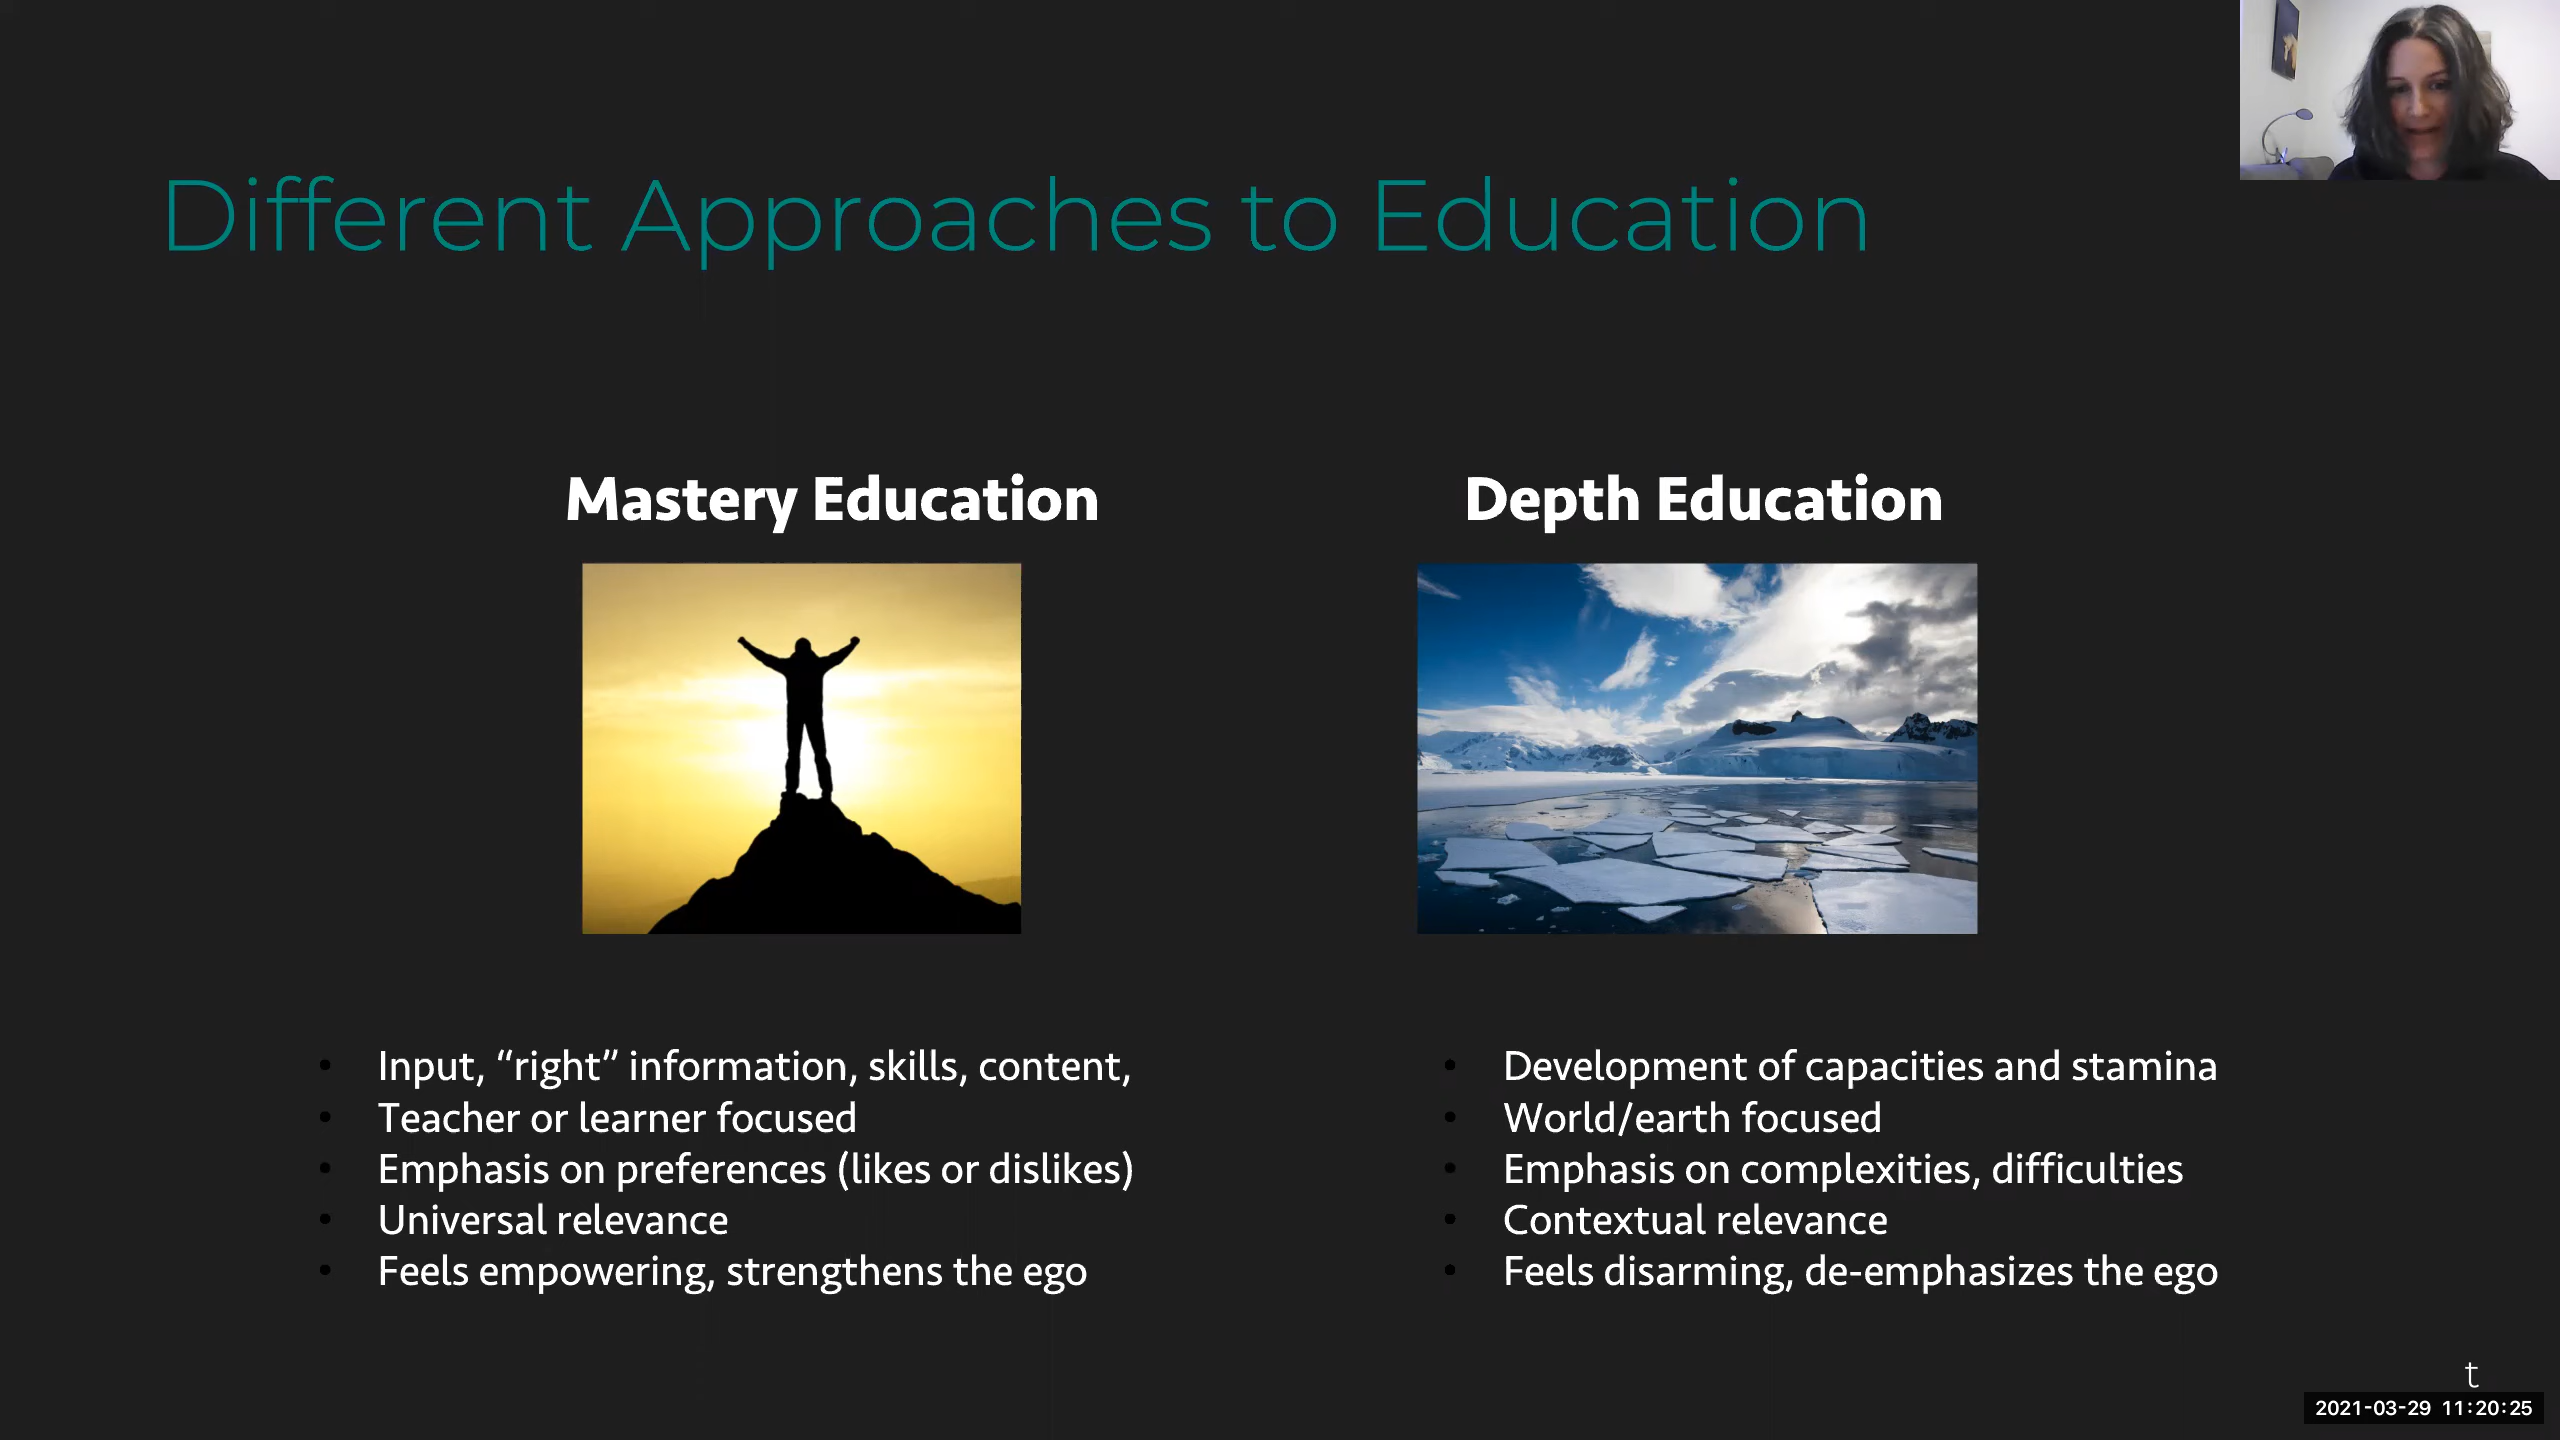 Different Approaches to Education
Mastery Education
Input, “right” information, skills, content,
Teacher or learner focused
Emphasis on preferences (likes or dislikes)
Universal relevance
Feels empowering, strengthens the ego
Depth Education
Development of capacities and stamina
World/earth focused
Emphasis on complexities, difficulties
Contextual relevance
Feels disarming, de-emphasizes the ego
t
2021-03-29 11:20:25